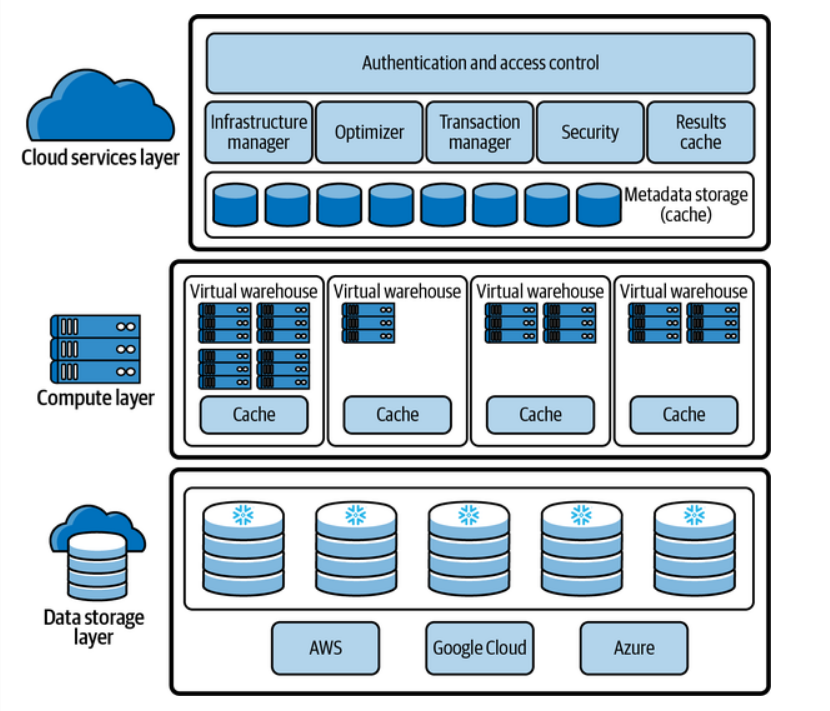 Authentication and access control
Infrastructure
manager
Optimizer
Transaction
manager
Security
Results
cache
Cloud services layer
Metadata storage
(cache)
Virtual warehouse
Virtual warehouse
Virtual warehouse
Virtual warehouse
Compute layer
Cache
Cache
Cache
Cache
Data storage
layer
AWS
Google Cloud
Azure